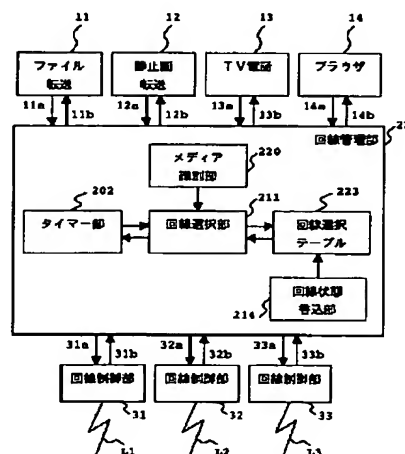 11
12
13
14
ファイル
転送
静止画
転送
TV電話
ブラウザ
11a
11b
12a
12b
13a
13b
14a
14b
回線管理部
メディア
識別部
220
202
211
223
タイマー部
回線選択部
回線選択
テーブル
214
回線状態
書込部
31a
31b
32a
32b
33a
33b
回線制御部
回線制御部
回線制御部
31
32
33
L1
L2
L3